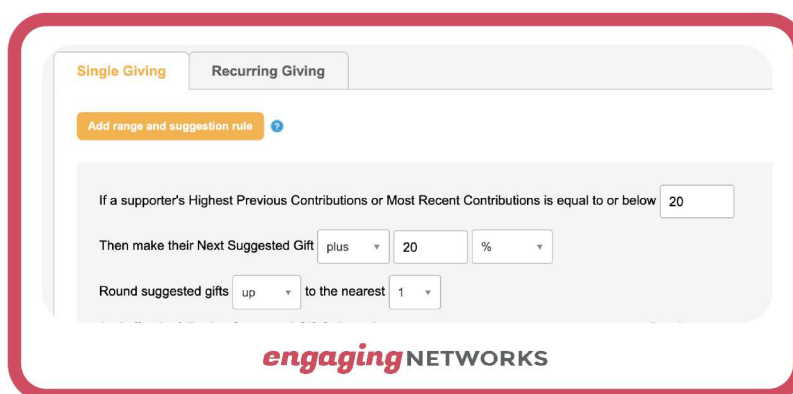 Single Giving Recurring Giving
Add range and suggestion rule ?
If a supporter's Highest Previous Contributions or Most Recent Contributions is equal to or below 20
Then make their Next Suggested Gift plus 20 %
Round suggested gifts up to the nearest 1
engaging NETWORKS